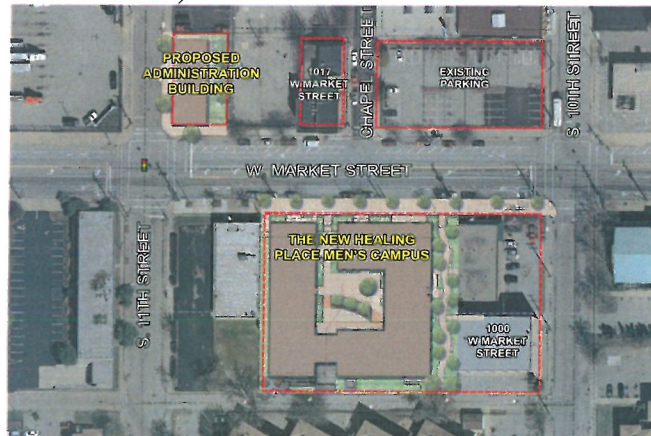 PROPOSED
ADMINISTRATION
BUILDING
1017
W MARKET
STREET
CHAPEL STREET
EXISTING
PARKING
S. 10TH STREET
W. MARKET STREET
S. 11TH STREET
THE NEW HEALING
PLACE MEN'S CAMPUS
1000
W MARKET
STREET